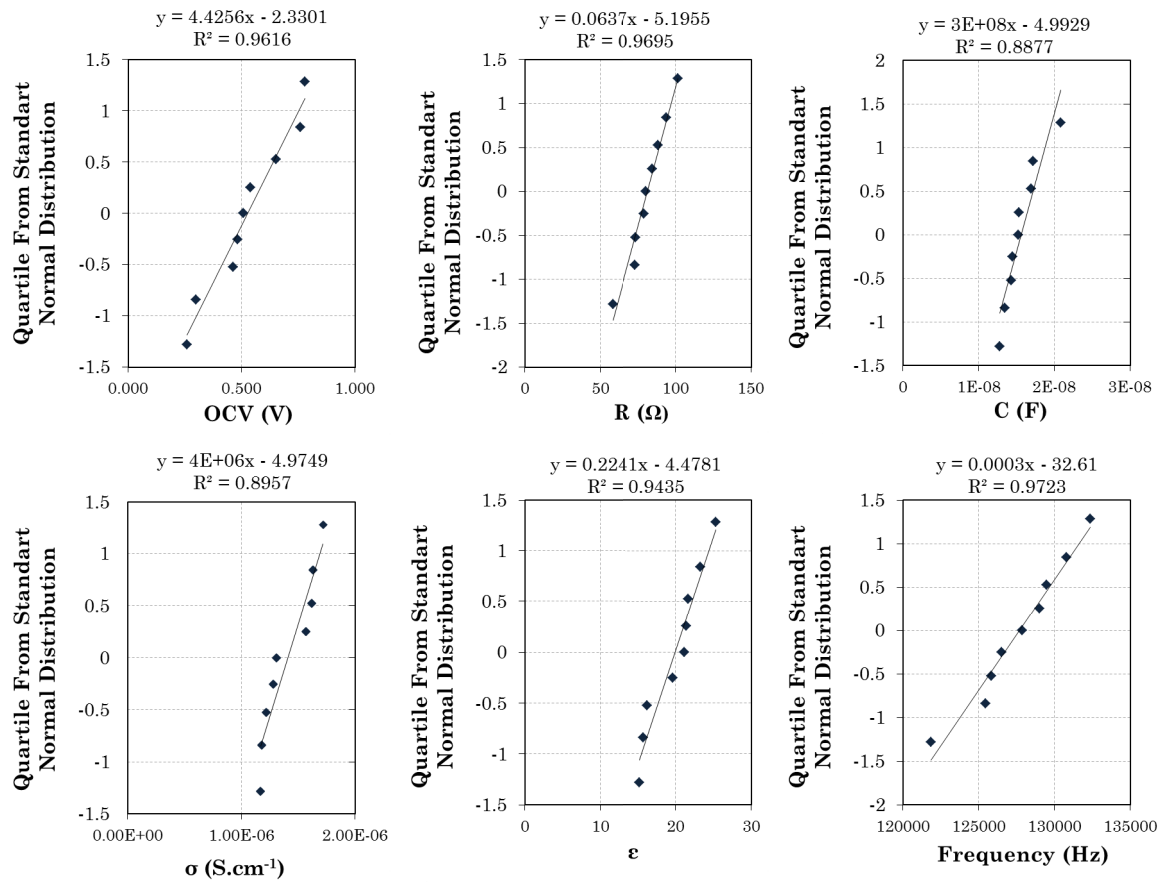 y = 4.4256x - 2.3301
R² = 0.9616
Quartile From Standart
Normal Distribution
1.5
1
0.5
0
-0.5
-1
-1.5
0.000
0.500
1.000
OCV (V)
y = 0.0637x - 5.1955
R² = 0.9695
Quartile From Standart
Normal Distribution
1.5
1
0.5
0
-0.5
-1
-1.5
-2
0
50
100
150
R (Ω)
y = 3E+08x - 4.9929
R² = 0.8877
Quartile From Standart
Normal Distribution
2
1.5
1
0.5
0
-0.5
-1
-1.5
0
1E-08
2E-08
3E-08
C (F)
y = 4E+06x - 4.9749
R² = 0.8957
Quartile From Standart
Normal Distribution
1.5
1
0.5
0
-0.5
-1
-1.5
0.00E+00
1.00E-06
2.00E-06
σ (S.cm⁻¹)
y = 0.2241x - 4.4781
R² = 0.9435
Quartile From Standart
Normal Distribution
1.5
1
0.5
0
-0.5
-1
-1.5
0
10
20
30
ε
y = 0.0003x - 32.61
R² = 0.9723
Quartile From Standart
Normal Distribution
1.5
1
0.5
0
-0.5
-1
-1.5
-2
120000
125000
130000
135000
Frequency (Hz)